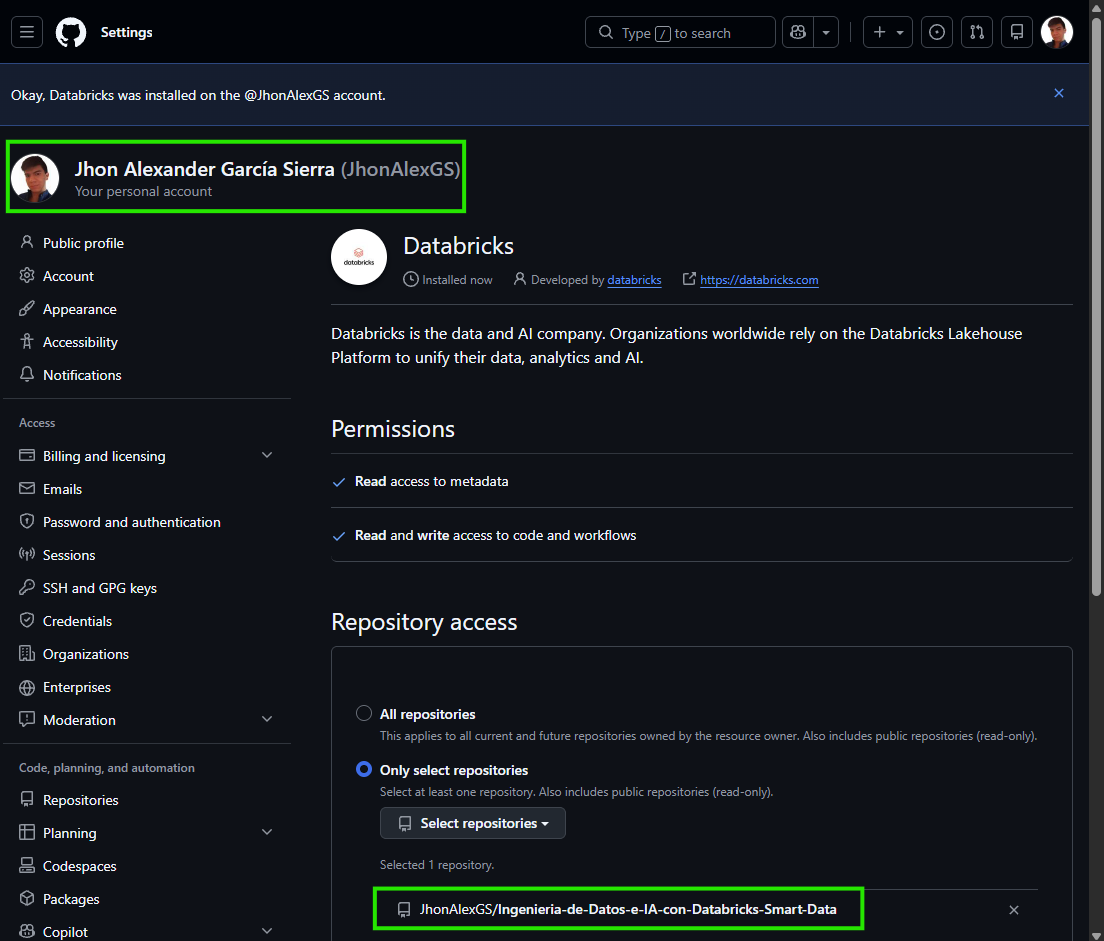 Settings
Type / to search
Okay, Databricks was installed on the @JhonAlexGS account.
Jhon Alexander García Sierra (JhonAlexGS)
Your personal account
Public profile
Account
Appearance
Accessibility
Notifications
Access
Billing and licensing
Emails
Password and authentication
Sessions
SSH and GPG keys
Credentials
Organizations
Enterprises
Moderation
Code, planning, and automation
Repositories
Planning
Codespaces
Packages
Copilot
databricks
Databricks
Installed now Developed by databricks https://databricks.com
Databricks is the data and AI company. Organizations worldwide rely on the Databricks Lakehouse
Platform to unify their data, analytics and AI.
Permissions
Read access to metadata
Read and write access to code and workflows
Repository access
All repositories
This applies to all current and future repositories owned by the resource owner. Also includes public repositories (read-only).
Only select repositories
Select at least one repository. Also includes public repositories (read-only).
Select repositories
Selected 1 repository.
JhonAlexGS/Ingenieria-de-Datos-e-IA-con-Databricks-Smart-Data